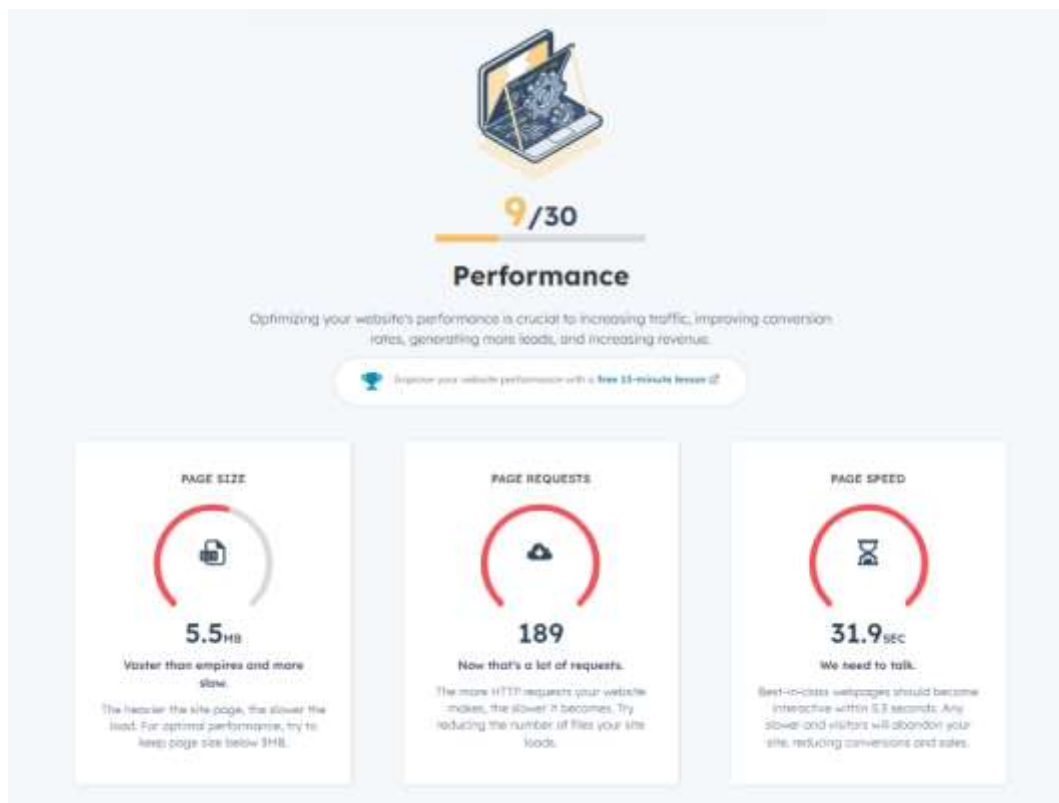 9/30
Performance
Optimizing your website's performance is crucial to increasing traffic, improving conversion
rates, generating more leads, and increasing revenue.
Improve your website performance with a free 15-minute lesson
PAGE SIZE
5.5MB
Vaster than empires and more
slow.
The heavier the site page, the slower the
load. For optimal performance, try to
keep page size below 3MB.
PAGE REQUESTS
189
Now that's a lot of requests.
The more HTTP requests your website
makes, the slower it becomes. Try
reducing the number of files your site
loads.
PAGE SPEED
31.9SEC
We need to talk.
Best-in-class webpages should become
interactive within 5.3 seconds. Any
slower and visitors will abandon your
site, reducing conversions and sales.